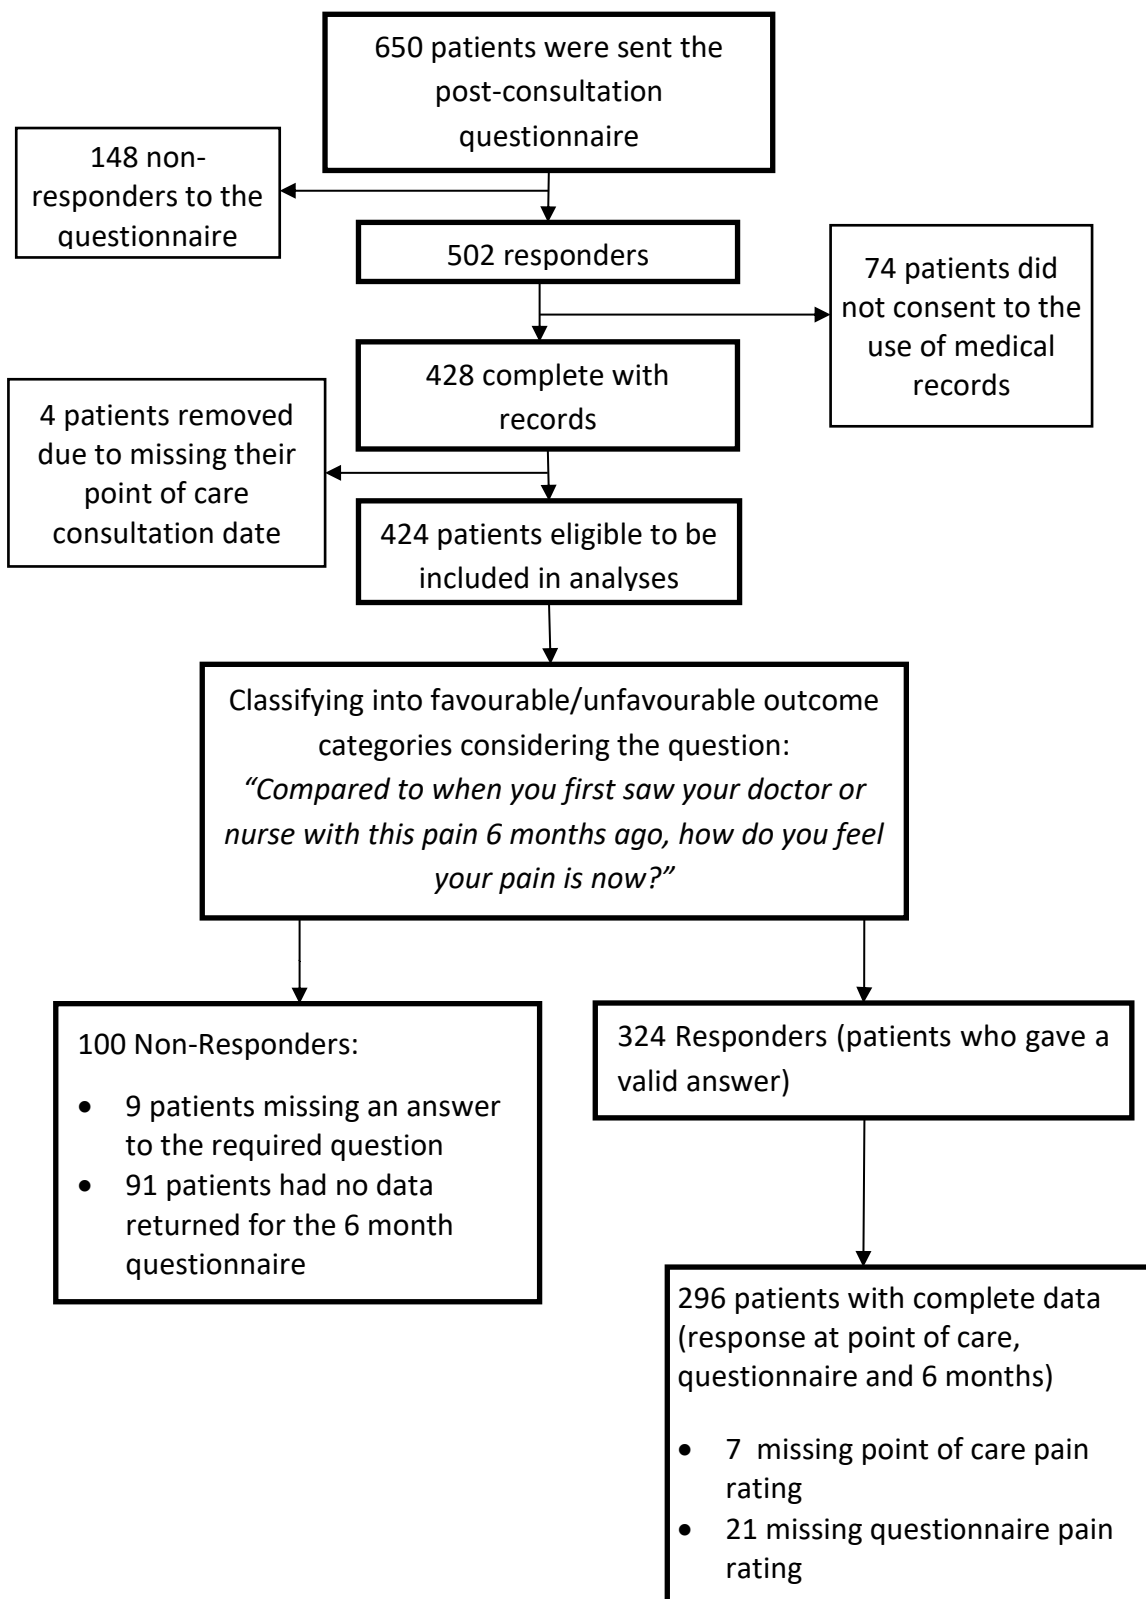 650 patients were sent the
post-consultation
questionnaire
148 non-
responders to the
questionnaire
502 responders
74 patients did
not consent to the
use of medical
records
428 complete with
records
4 patients removed
due to missing their
point of care
consultation date
424 patients eligible to be
included in analyses
Classifying into favourable/unfavourable outcome
categories considering the question:
“Compared to when you first saw your doctor or
nurse with this pain 6 months ago, how do you feel
your pain is now?”
100 Non-Responders:
• 9 patients missing an answer
to the required question
• 91 patients had no data
returned for the 6 month
questionnaire
324 Responders (patients who gave a
valid answer)
296 patients with complete data
(response at point of care,
questionnaire and 6 months)
• 7 missing point of care pain
rating
• 21 missing questionnaire pain
rating